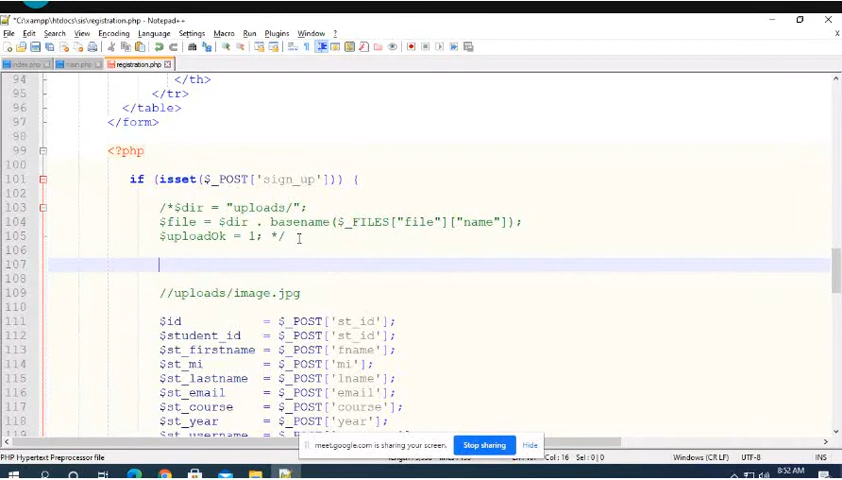 *C:\xampp\htdocs\sis\registration.php - Notepad++
File Edit Search View Encoding Language Settings Macro Run Plugins Window ?
index.php main.php registration.php
94 </th>
95 </tr>
96 </table>
97 </form>
98
99 <?php
100
101 if (isset($_POST['sign_up'])) {
102
103 /*$dir = "uploads/";
104 $file = $dir . basename($_FILES["file"]["name"]);
105 $uploadOk = 1; */
106
107
108
109 //uploads/image.jpg
110
111 $id = $_POST['st_id'];
112 $student_id = $_POST['st_id'];
113 $st_firstname = $_POST['fname'];
114 $st_mi = $_POST['mi'];
115 $st_lastname = $_POST['lname'];
116 $st_email = $_POST['email'];
117 $st_course = $_POST['course'];
118 $st_year = $_POST['year'];
meet.google.com is sharing your screen. Stop sharing Hide
PHP Hypertext Preprocessor file Col : 16 Sel : 0 | 0 Windows (CR LF) UTF-8 INS
8:52 AM